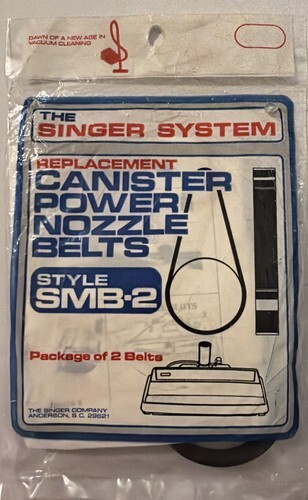 DAWN OF A NEW AGE IN
VACUUM CLEANING
THE
SINGER SYSTEM
REPLACEMENT
CANISTER
POWER
NOZZLE
BELTS
STYLE
SMB-2
Package of 2 Belts
THE SINGER COMPANY
ANDERSON, S.C. 29621